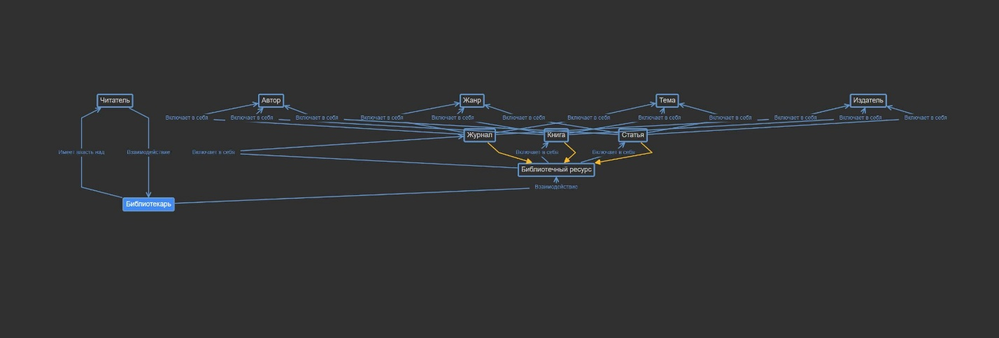 Читатель
Автор
Жанр
Тема
Издатель
Включает в себя
Включает в себя
Включает в себя
Включает в себя
Включает в себя
Включает в себя
Включает в себя
Включает в себя
Включает в себя
Включает в себя
Включает в себя
Включает в себя
Журнал
Книга
Статья
Имеет власть над
Взаимодействие
Включает в себя
Включает в себя
Включает в себя
Библиотечный ресурс
Взаимодействие
Библиотекарь